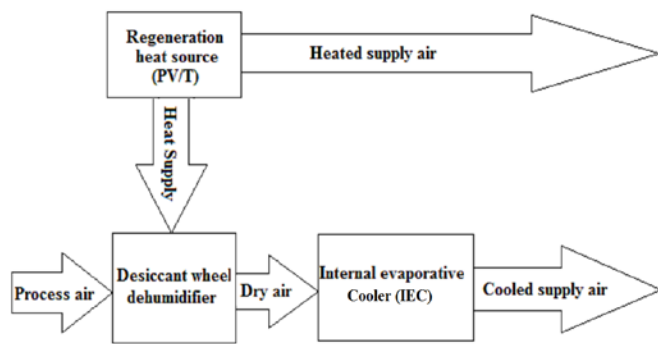 Regeneration
heat source
(PV/T)
Heated supply air
Heat Supply
Process air
Desiccant wheel
dehumidifier
Dry air
Internal evaporative
Cooler (IEC)
Cooled supply air